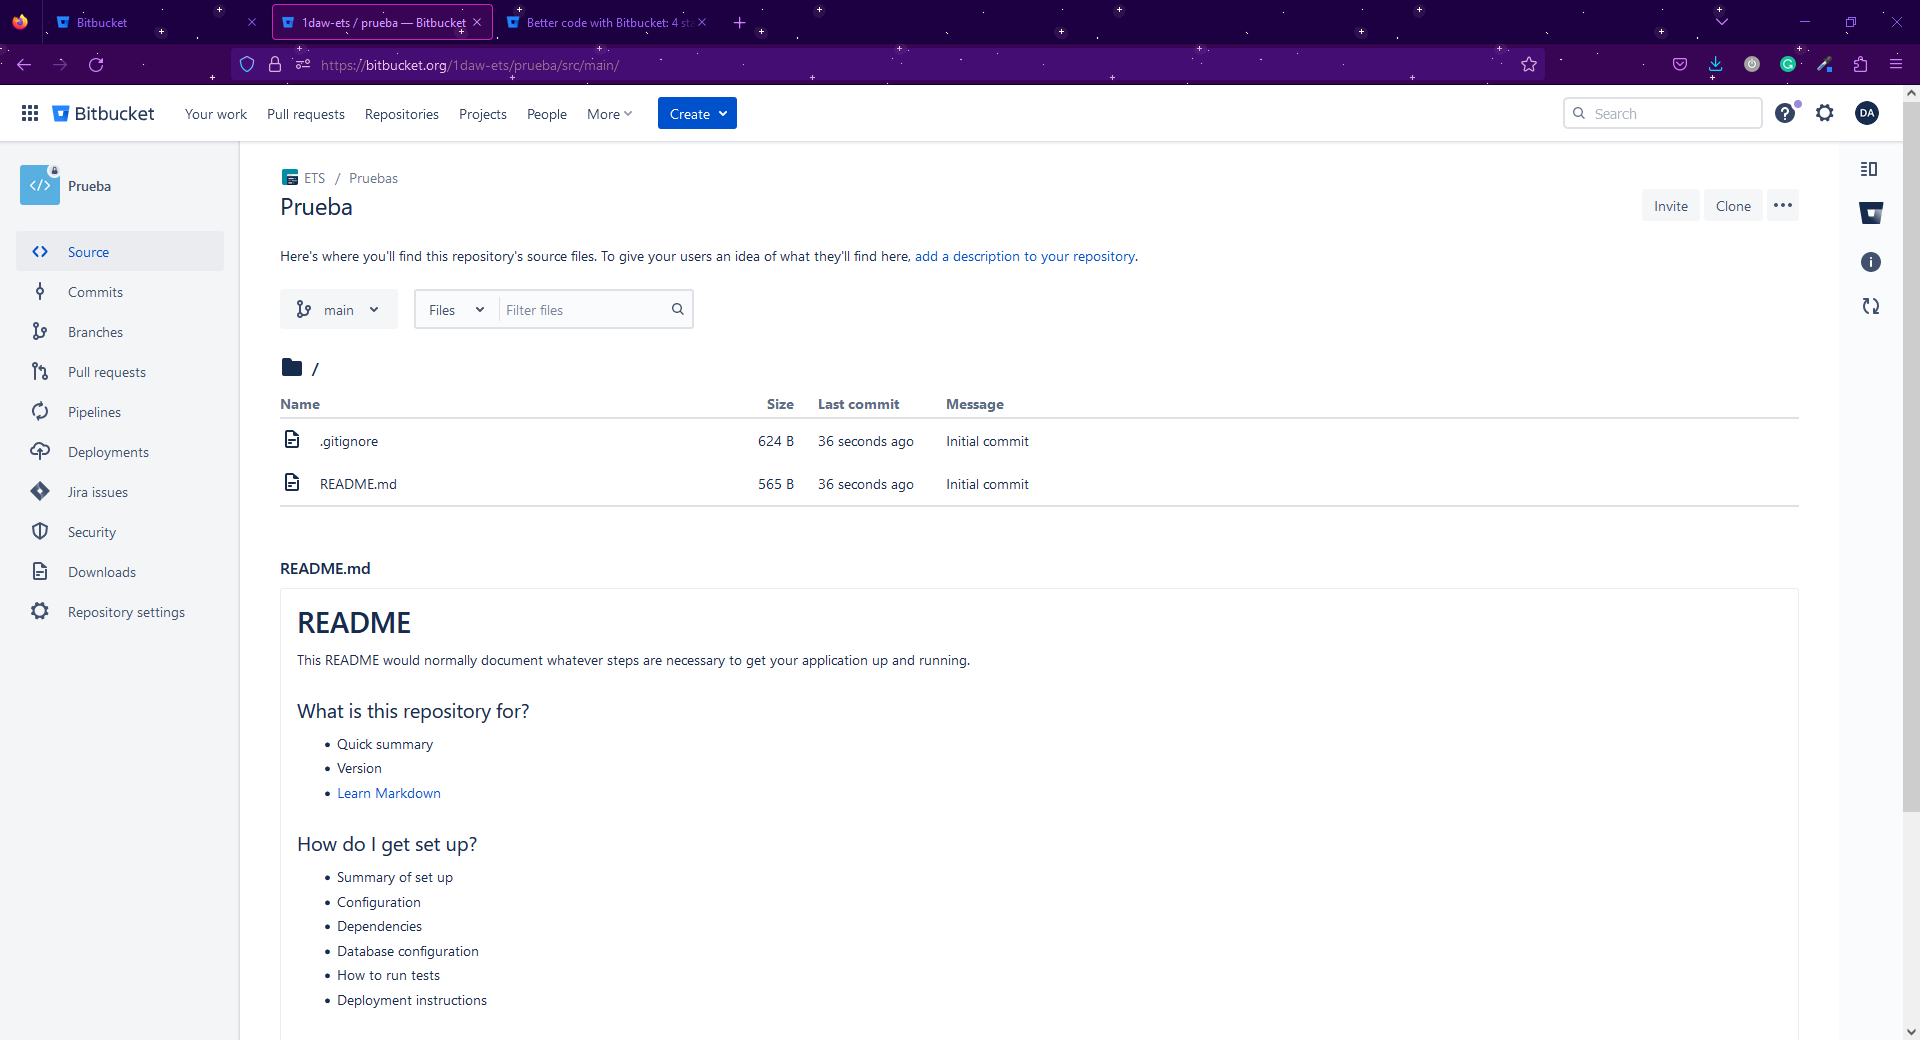 Bitbucket
1daw-ets / prueba — Bitbucket
Better code with Bitbucket: 4 sta
https://bitbucket.org/1daw-ets/prueba/src/main/
Bitbucket
Your work
Pull requests
Repositories
Projects
People
More
Create
Search
DA
Prueba
Source
Commits
Branches
Pull requests
Pipelines
Deployments
Jira issues
Security
Downloads
Repository settings
ETS / Pruebas
Prueba
Invite
Clone
Here's where you'll find this repository's source files. To give your users an idea of what they'll find here, add a description to your repository.
main
Files
Filter files
/
Name Size Last commit Message
.gitignore 624 B 36 seconds ago Initial commit
README.md 565 B 36 seconds ago Initial commit
README.md
README
This README would normally document whatever steps are necessary to get your application up and running.
What is this repository for?
• Quick summary
• Version
• Learn Markdown
How do I get set up?
• Summary of set up
• Configuration
• Dependencies
• Database configuration
• How to run tests
• Deployment instructions